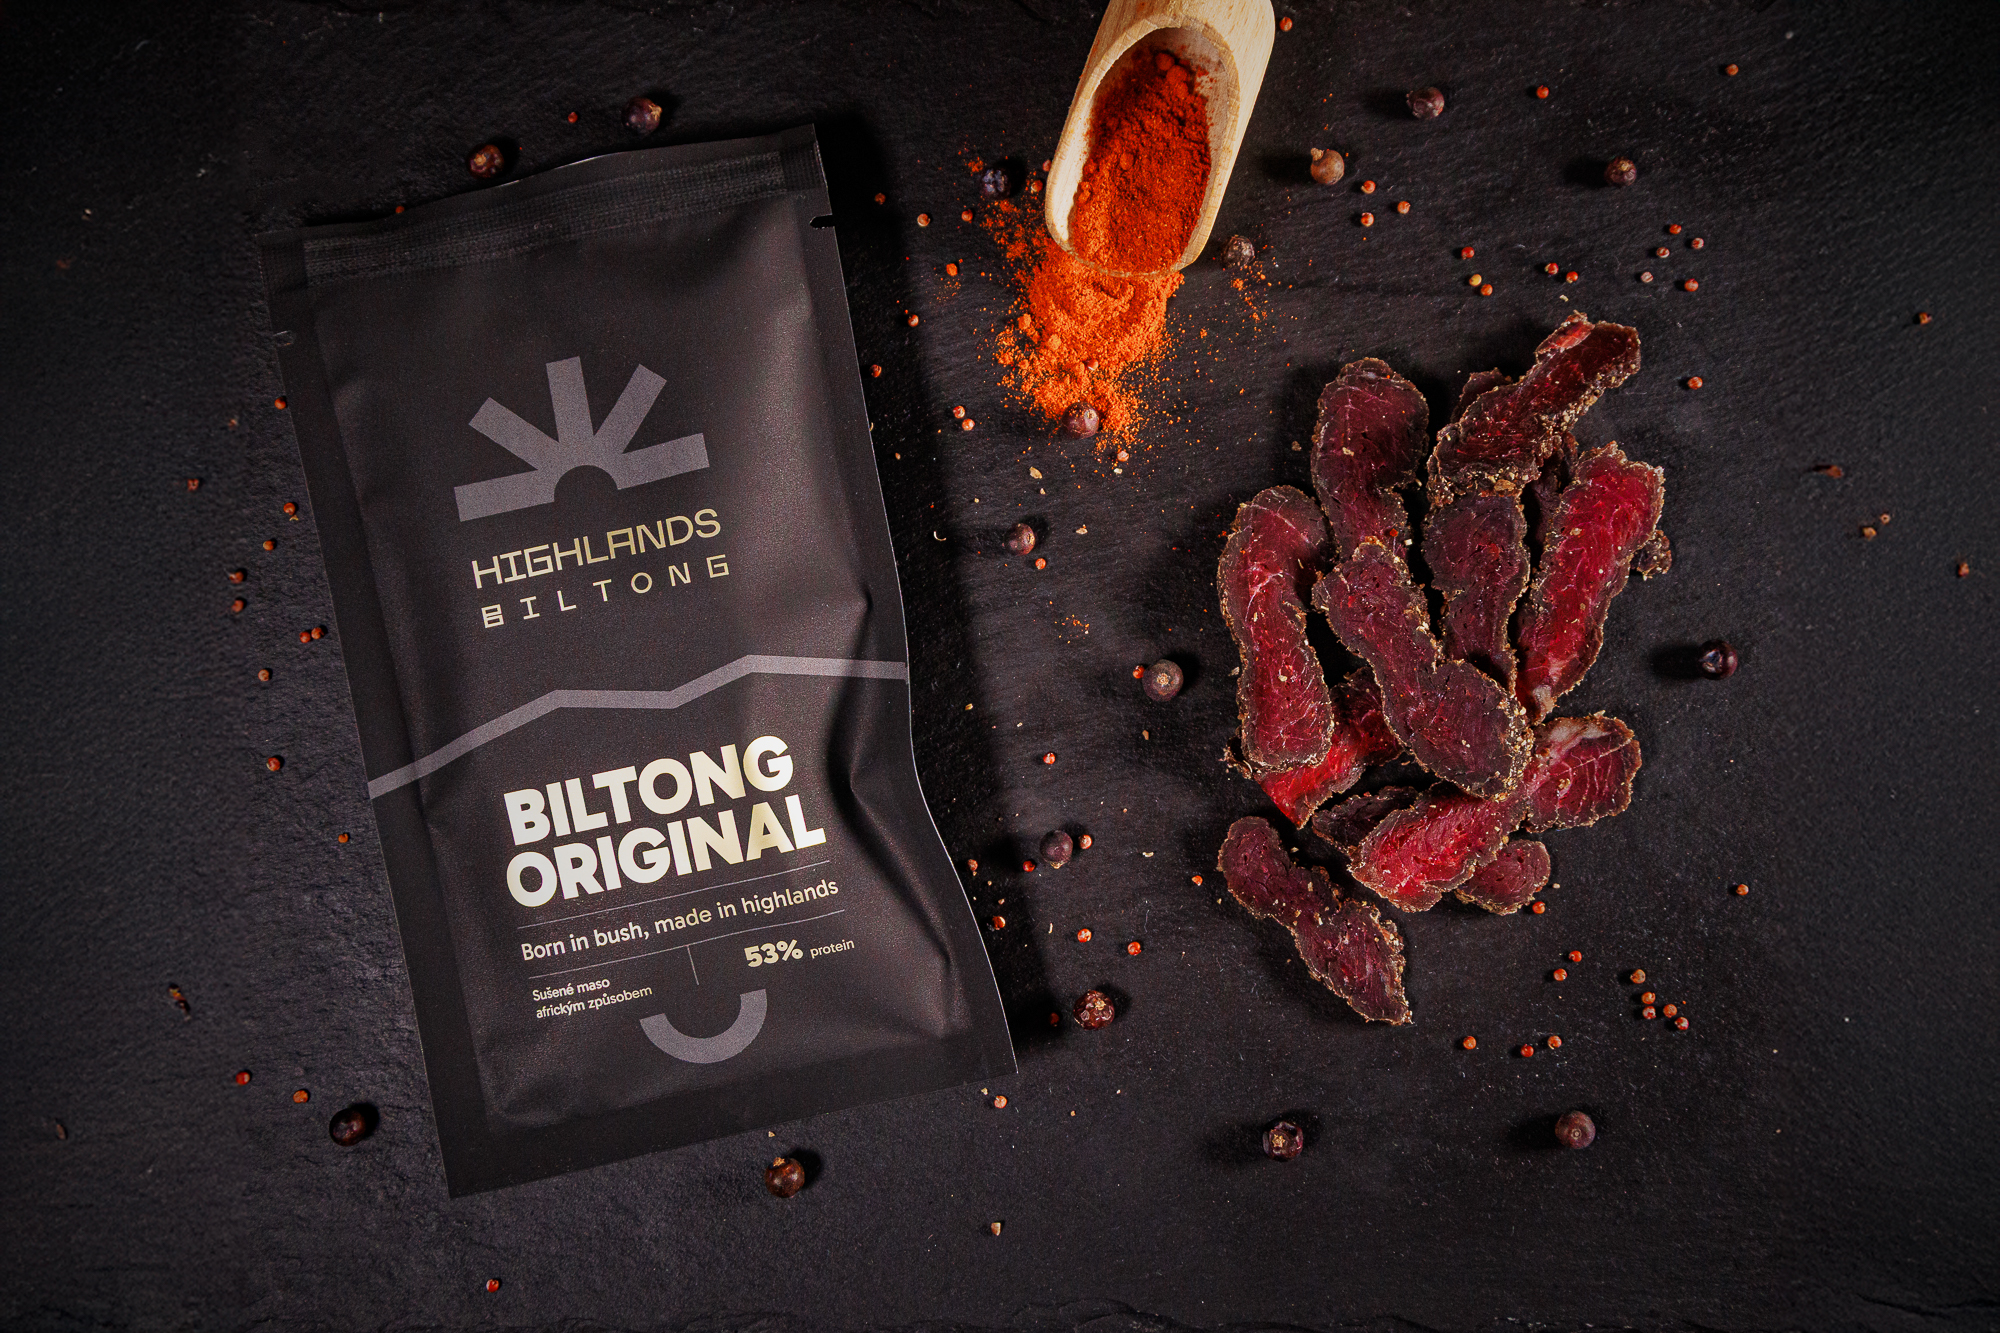 HIGHLANDS
BILTONG
BILTONG
ORIGINAL
Born in bush, made in highlands
53% protein
Sušené maso
africkým způsobem